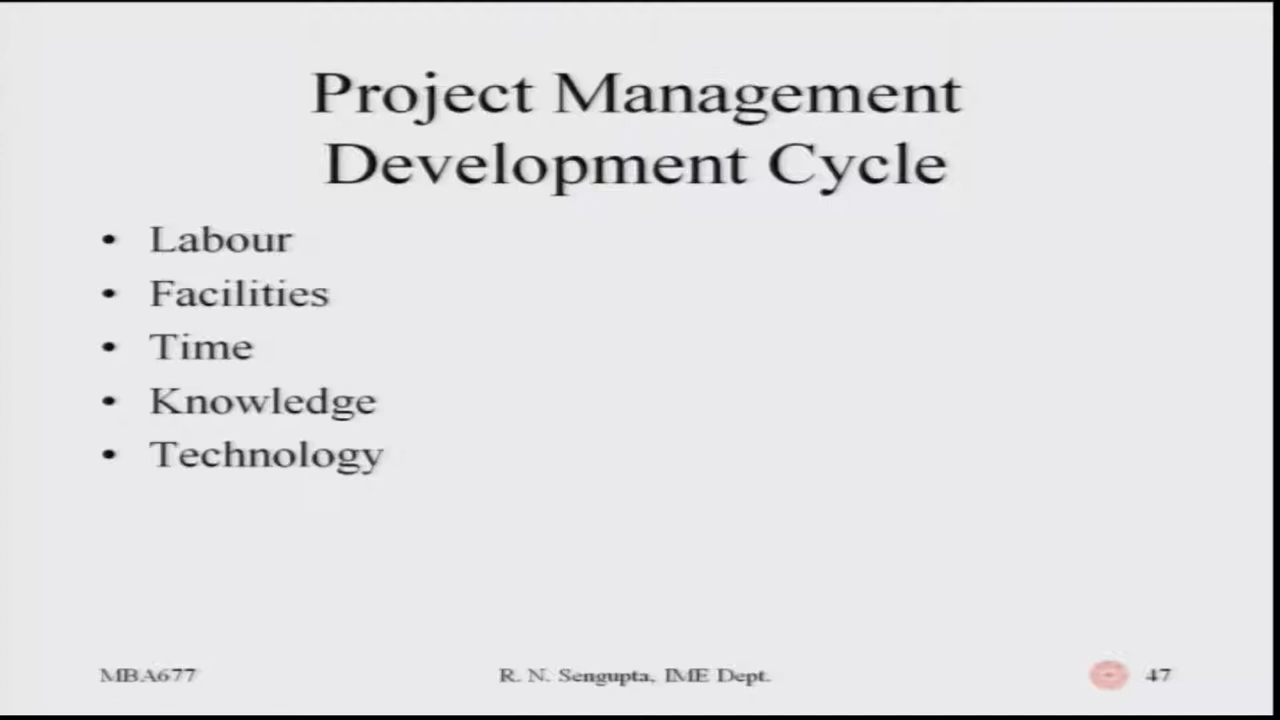 Project Management
Development Cycle
• Labour
• Facilities
• Time
• Knowledge
• Technology
MBA677 R. N. Sengupta, IME Dept. 47